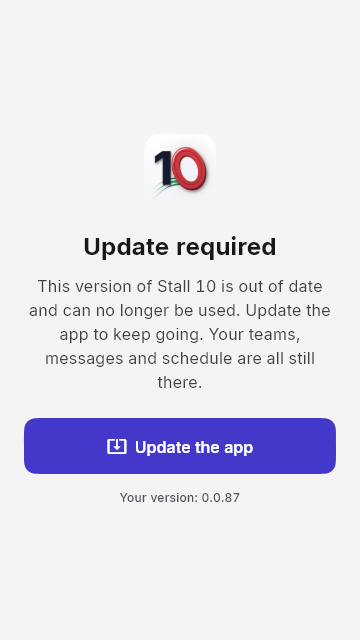 10
Update required
This version of Stall 10 is out of date
and can no longer be used. Update the
app to keep going. Your teams,
messages and schedule are all still
there.
Update the app
Your version: 0.0.87